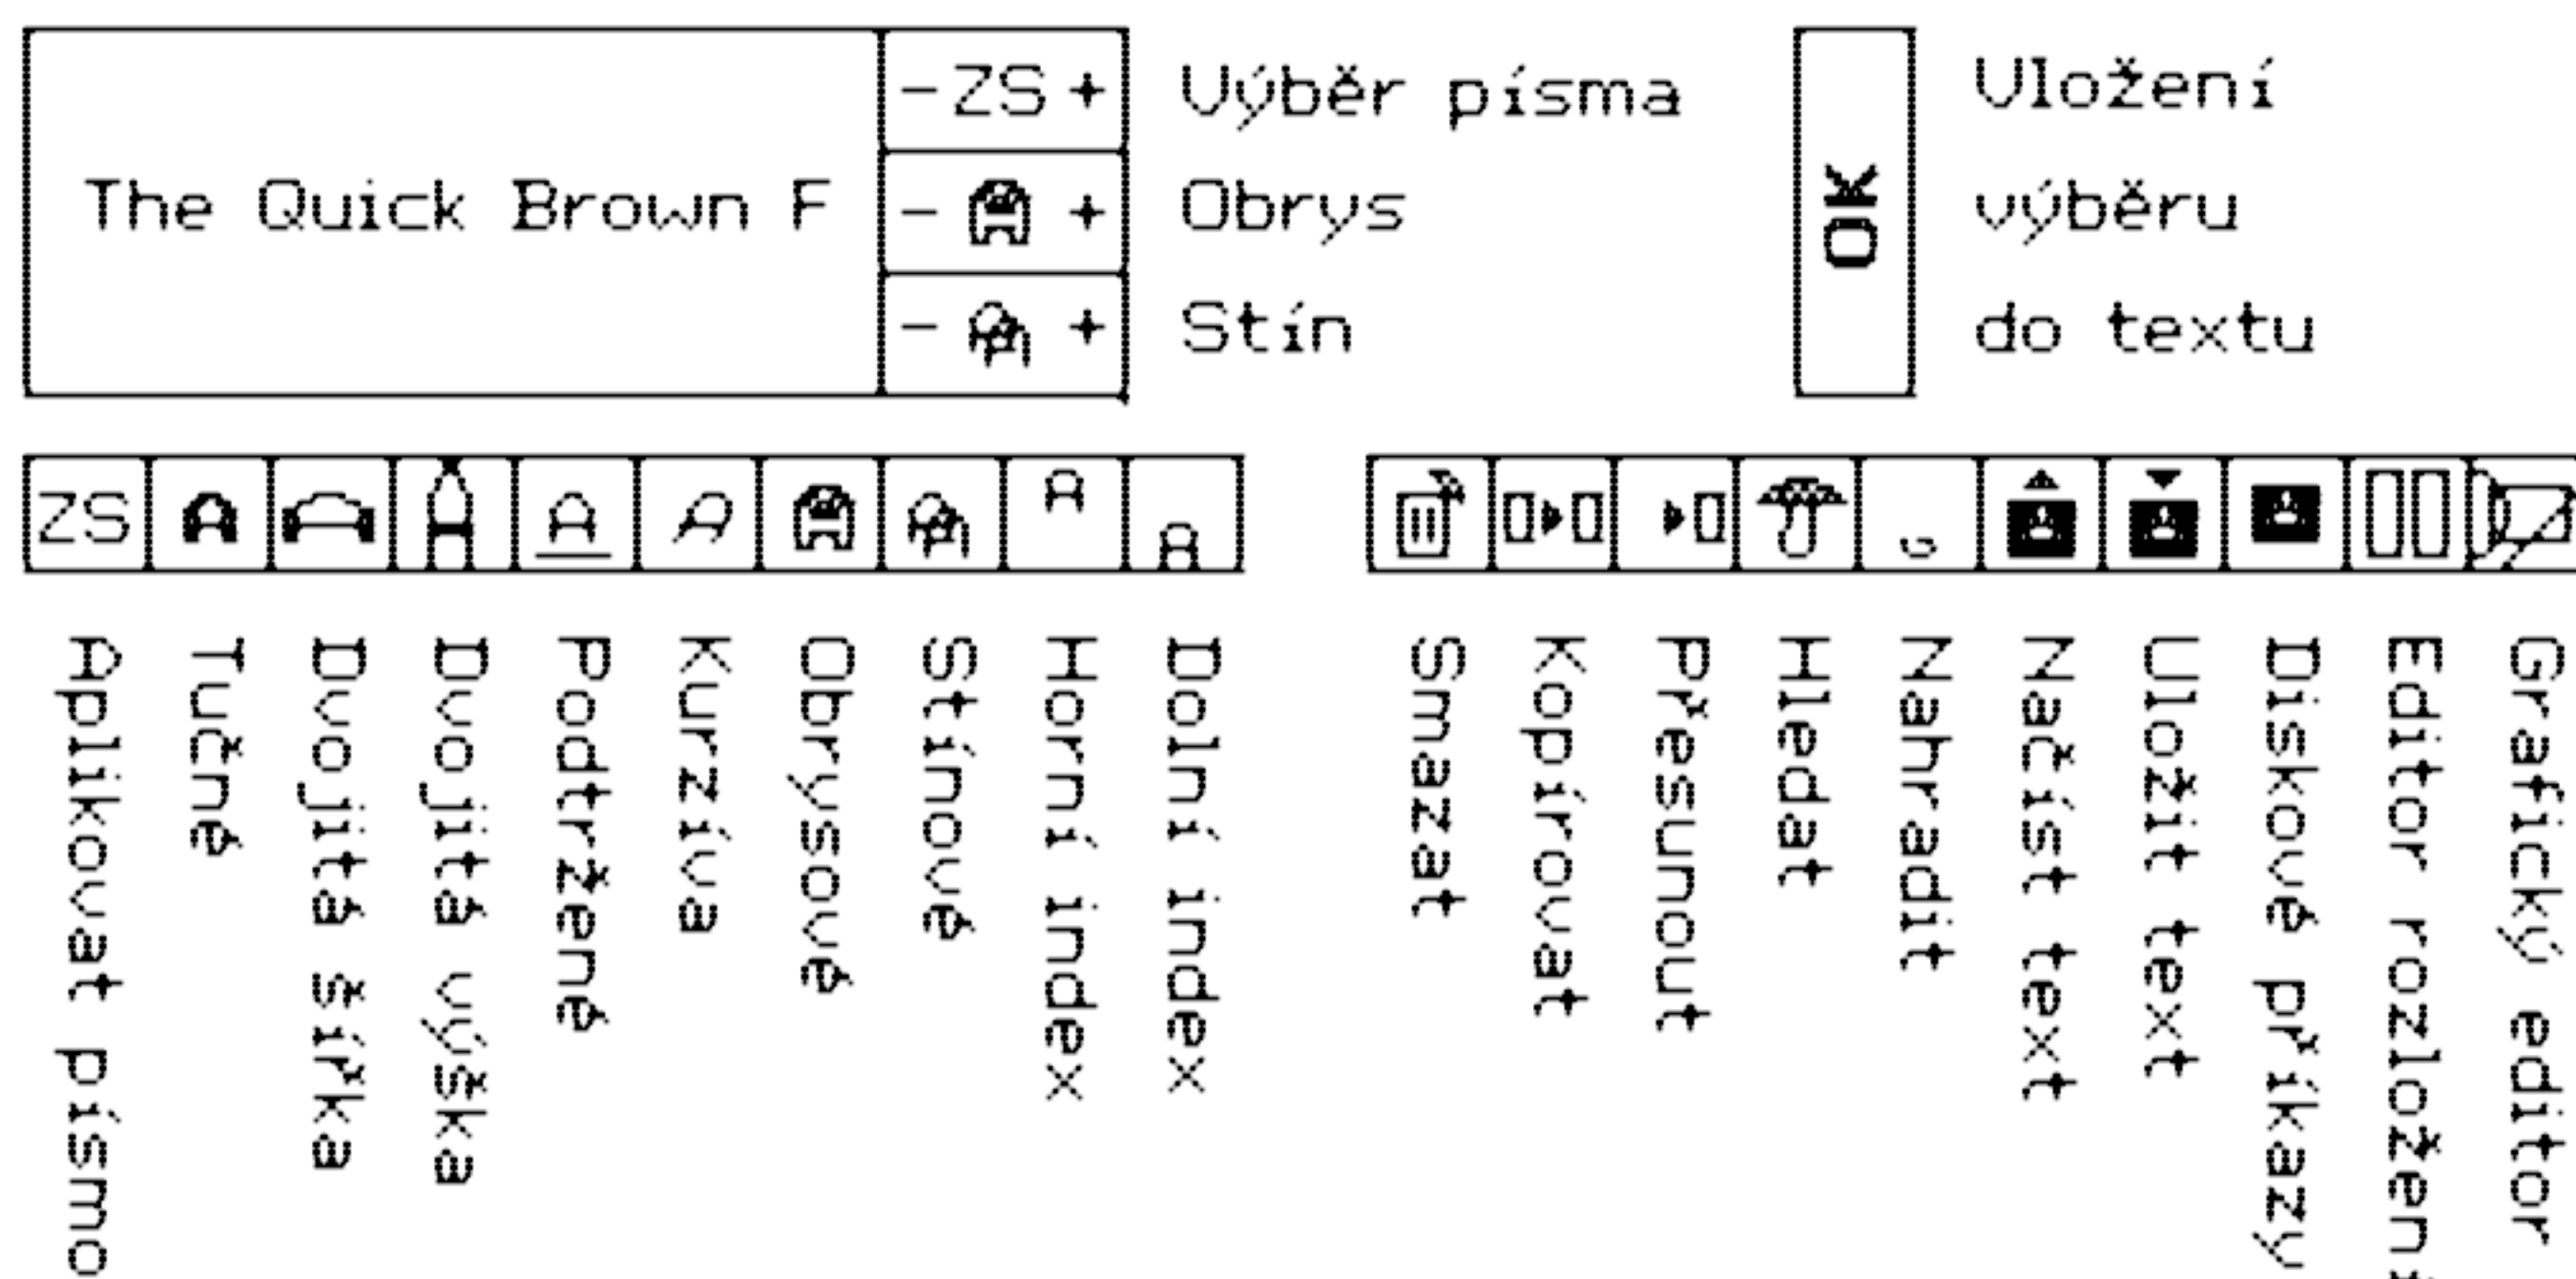 - ZS + Výběr písma
The Quick Brown F
- + Obrys
- + Stín
OK
Vložení
výběru
do textu
ZS
Aplikovat písmo
Tučné
Dvojitá šířka
Dvojitá výška
Podtržené
Kurzíva
Obrysové
Stínové
Horní index
Dolní index
Smazat
Kopírovat
Přesunout
Hledat
Nahradit
Načíst text
Uložit text
Diskové příkazy
Editor rozložení
Grafický editor